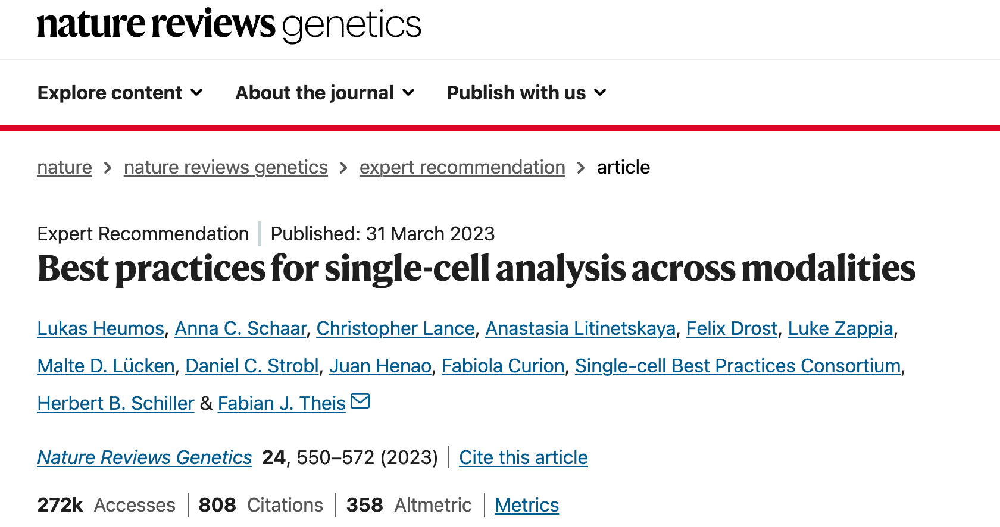 nature reviews genetics
Explore content About the journal Publish with us
nature > nature reviews genetics > expert recommendation > article
Expert Recommendation | Published: 31 March 2023
Best practices for single-cell analysis across modalities
Lukas Heumos, Anna C. Schaar, Christopher Lance, Anastasia Litinetskaya, Felix Drost, Luke Zappia,
Malte D. Lücken, Daniel C. Strobl, Juan Henao, Fabiola Curion, Single-cell Best Practices Consortium,
Herbert B. Schiller & Fabian J. Theis
Nature Reviews Genetics 24, 550–572 (2023) | Cite this article
272k Accesses | 808 Citations | 358 Altmetric | Metrics